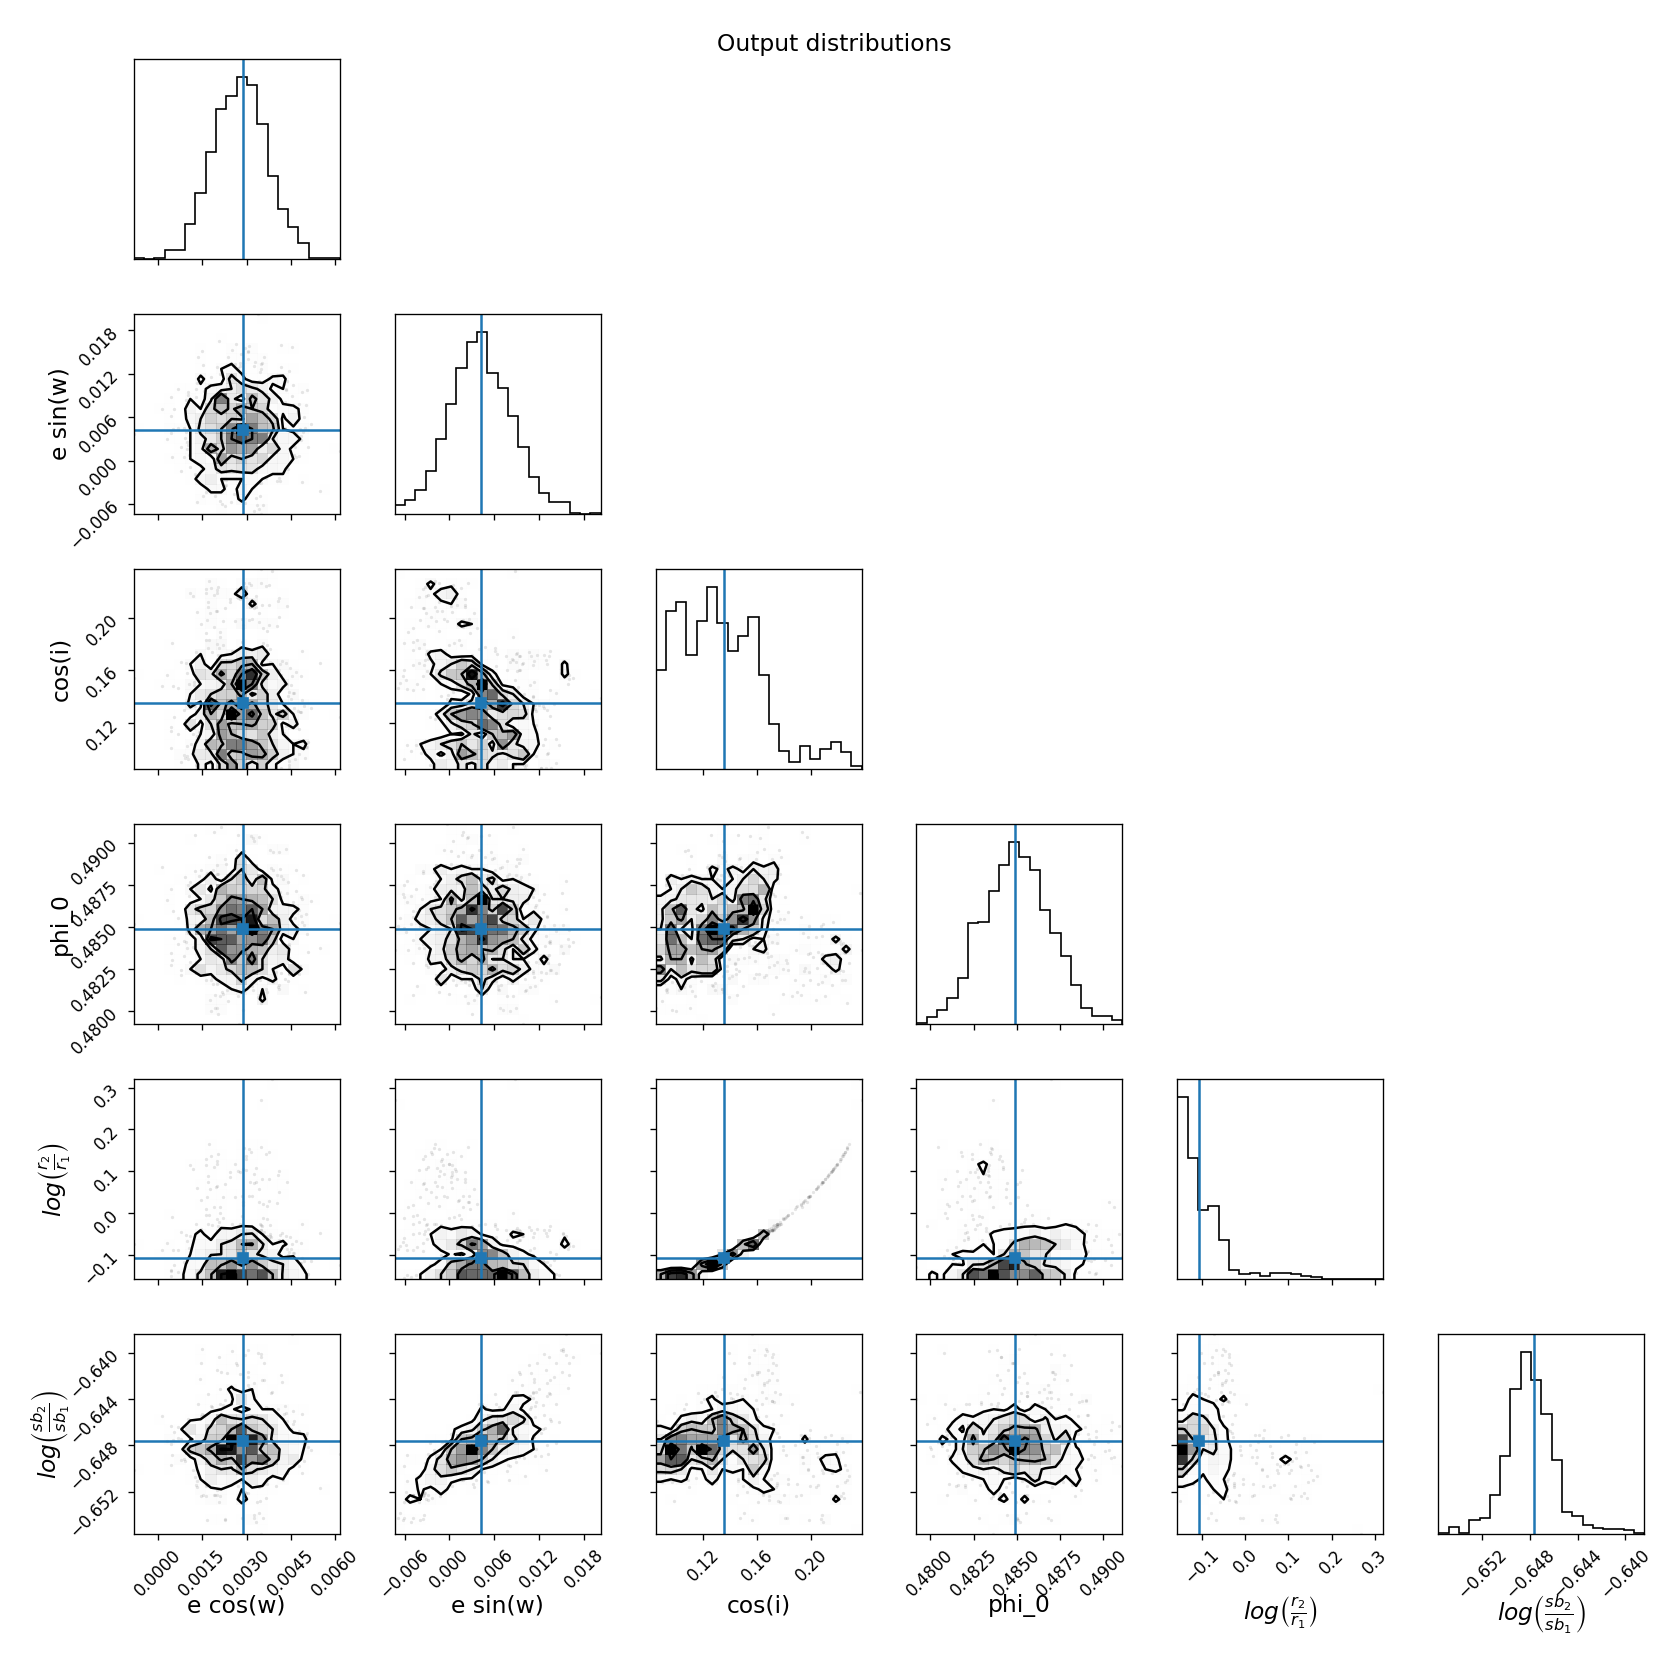 Output distributions
e sin(w)
0.018
0.012
0.006
0.000
−0.006
cos(i)
0.20
0.16
0.12
phi_0
0.4900
0.4875
0.4850
0.4825
0.4800
log(r2/r1)
0.3
0.2
0.1
0.0
−0.1
log(sb2/sb1)
−0.640
−0.644
−0.648
−0.652
0.0000 0.0015 0.0030 0.0045 0.0060
e cos(w)
−0.006 0.000 0.006 0.012 0.018
e sin(w)
0.12 0.16 0.20
cos(i)
0.4800 0.4825 0.4850 0.4875 0.4900
phi_0
−0.1 0.0 0.1 0.2 0.3
log(r2/r1)
−0.652 −0.648 −0.644 −0.640
log(sb2/sb1)